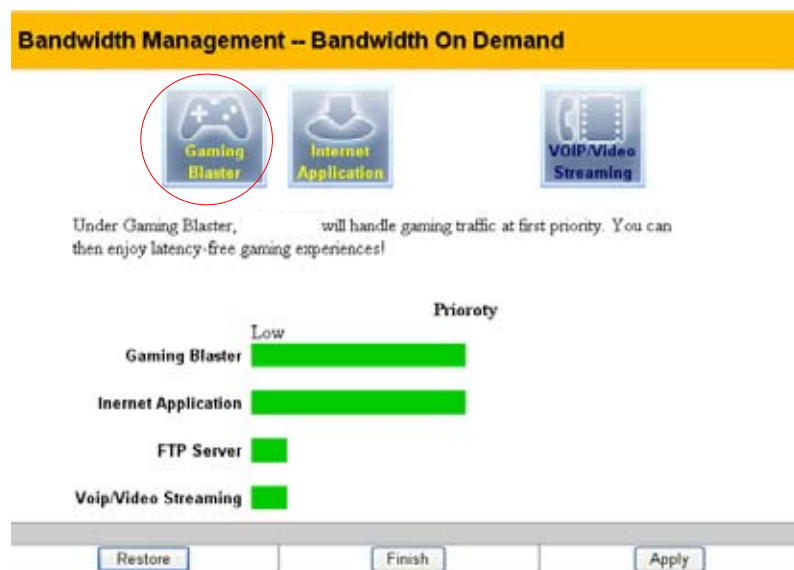 Bandwidth Management -- Bandwidth On Demand
Gaming
Blaster
Internet
Application
VOIP/Video
Streaming
Under Gaming Blaster, will handle gaming traffic at first priority. You can
then enjoy latency-free gaming experiences!
Prioroty
Low
Gaming Blaster
Inernet Application
FTP Server
Voip/Video Streaming
Restore
Finish
Apply